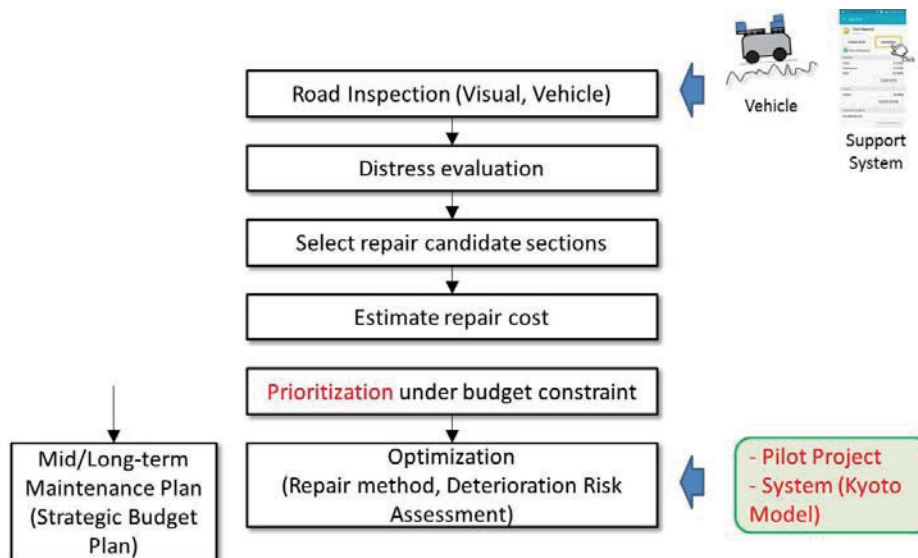 Road Inspection (Visual, Vehicle)
Vehicle
Support
System
Distress evaluation
Select repair candidate sections
Estimate repair cost
Prioritization under budget constraint
Mid/Long-term
Maintenance Plan
(Strategic Budget
Plan)
Optimization
(Repair method, Deterioration Risk
Assessment)
- Pilot Project
- System (Kyoto
Model)